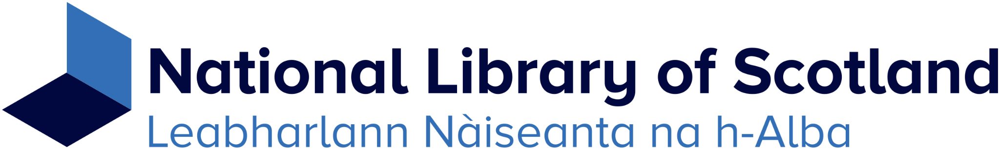 National Library of Scotland
Leabharlann Nàiseanta na h-Alba